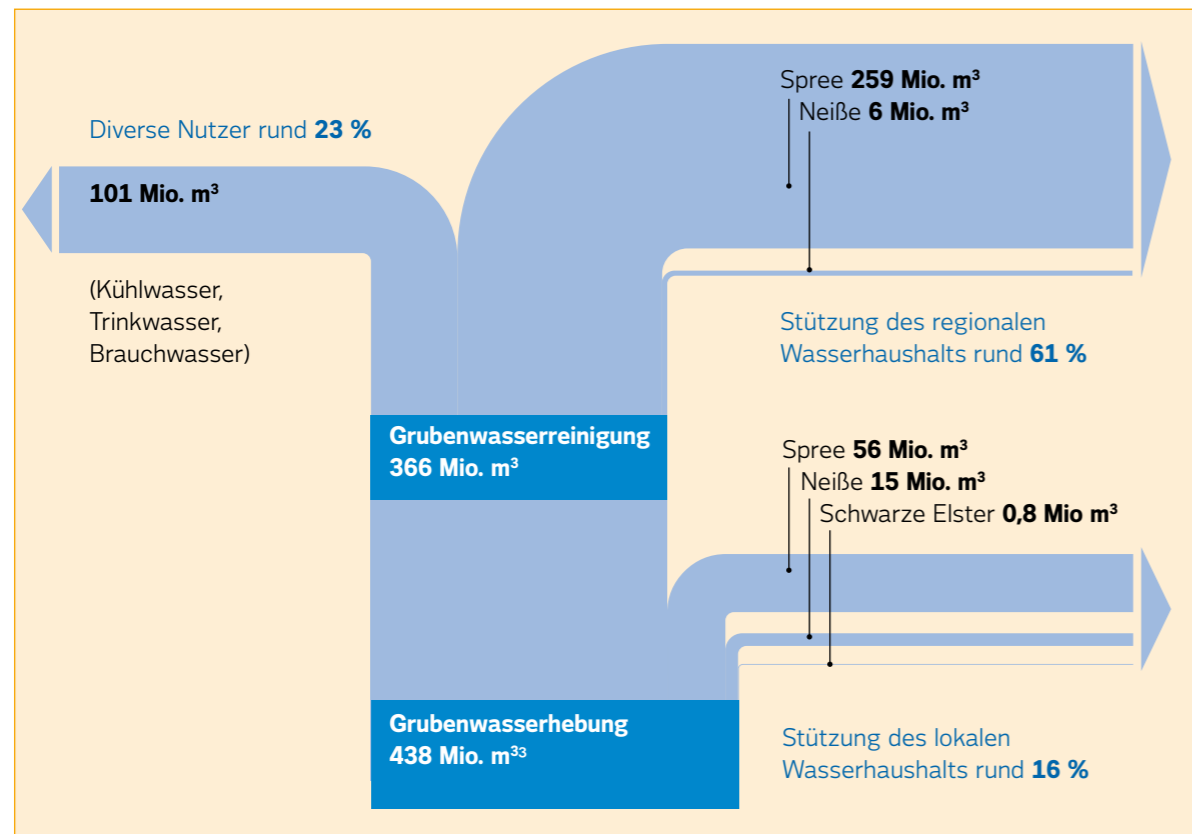 Diverse Nutzer rund 23 %
101 Mio. m³
(Kühlwasser,
Trinkwasser,
Brauchwasser)
Spree 259 Mio. m³
Neiße 6 Mio. m³
Stützung des regionalen
Wasserhaushalts rund 61 %
Grubenwasserreinigung
366 Mio. m³
Spree 56 Mio. m³
Neiße 15 Mio. m³
Schwarze Elster 0,8 Mio m³
Grubenwasserhebung
438 Mio. m³³
Stützung des lokalen
Wasserhaushalts rund 16 %